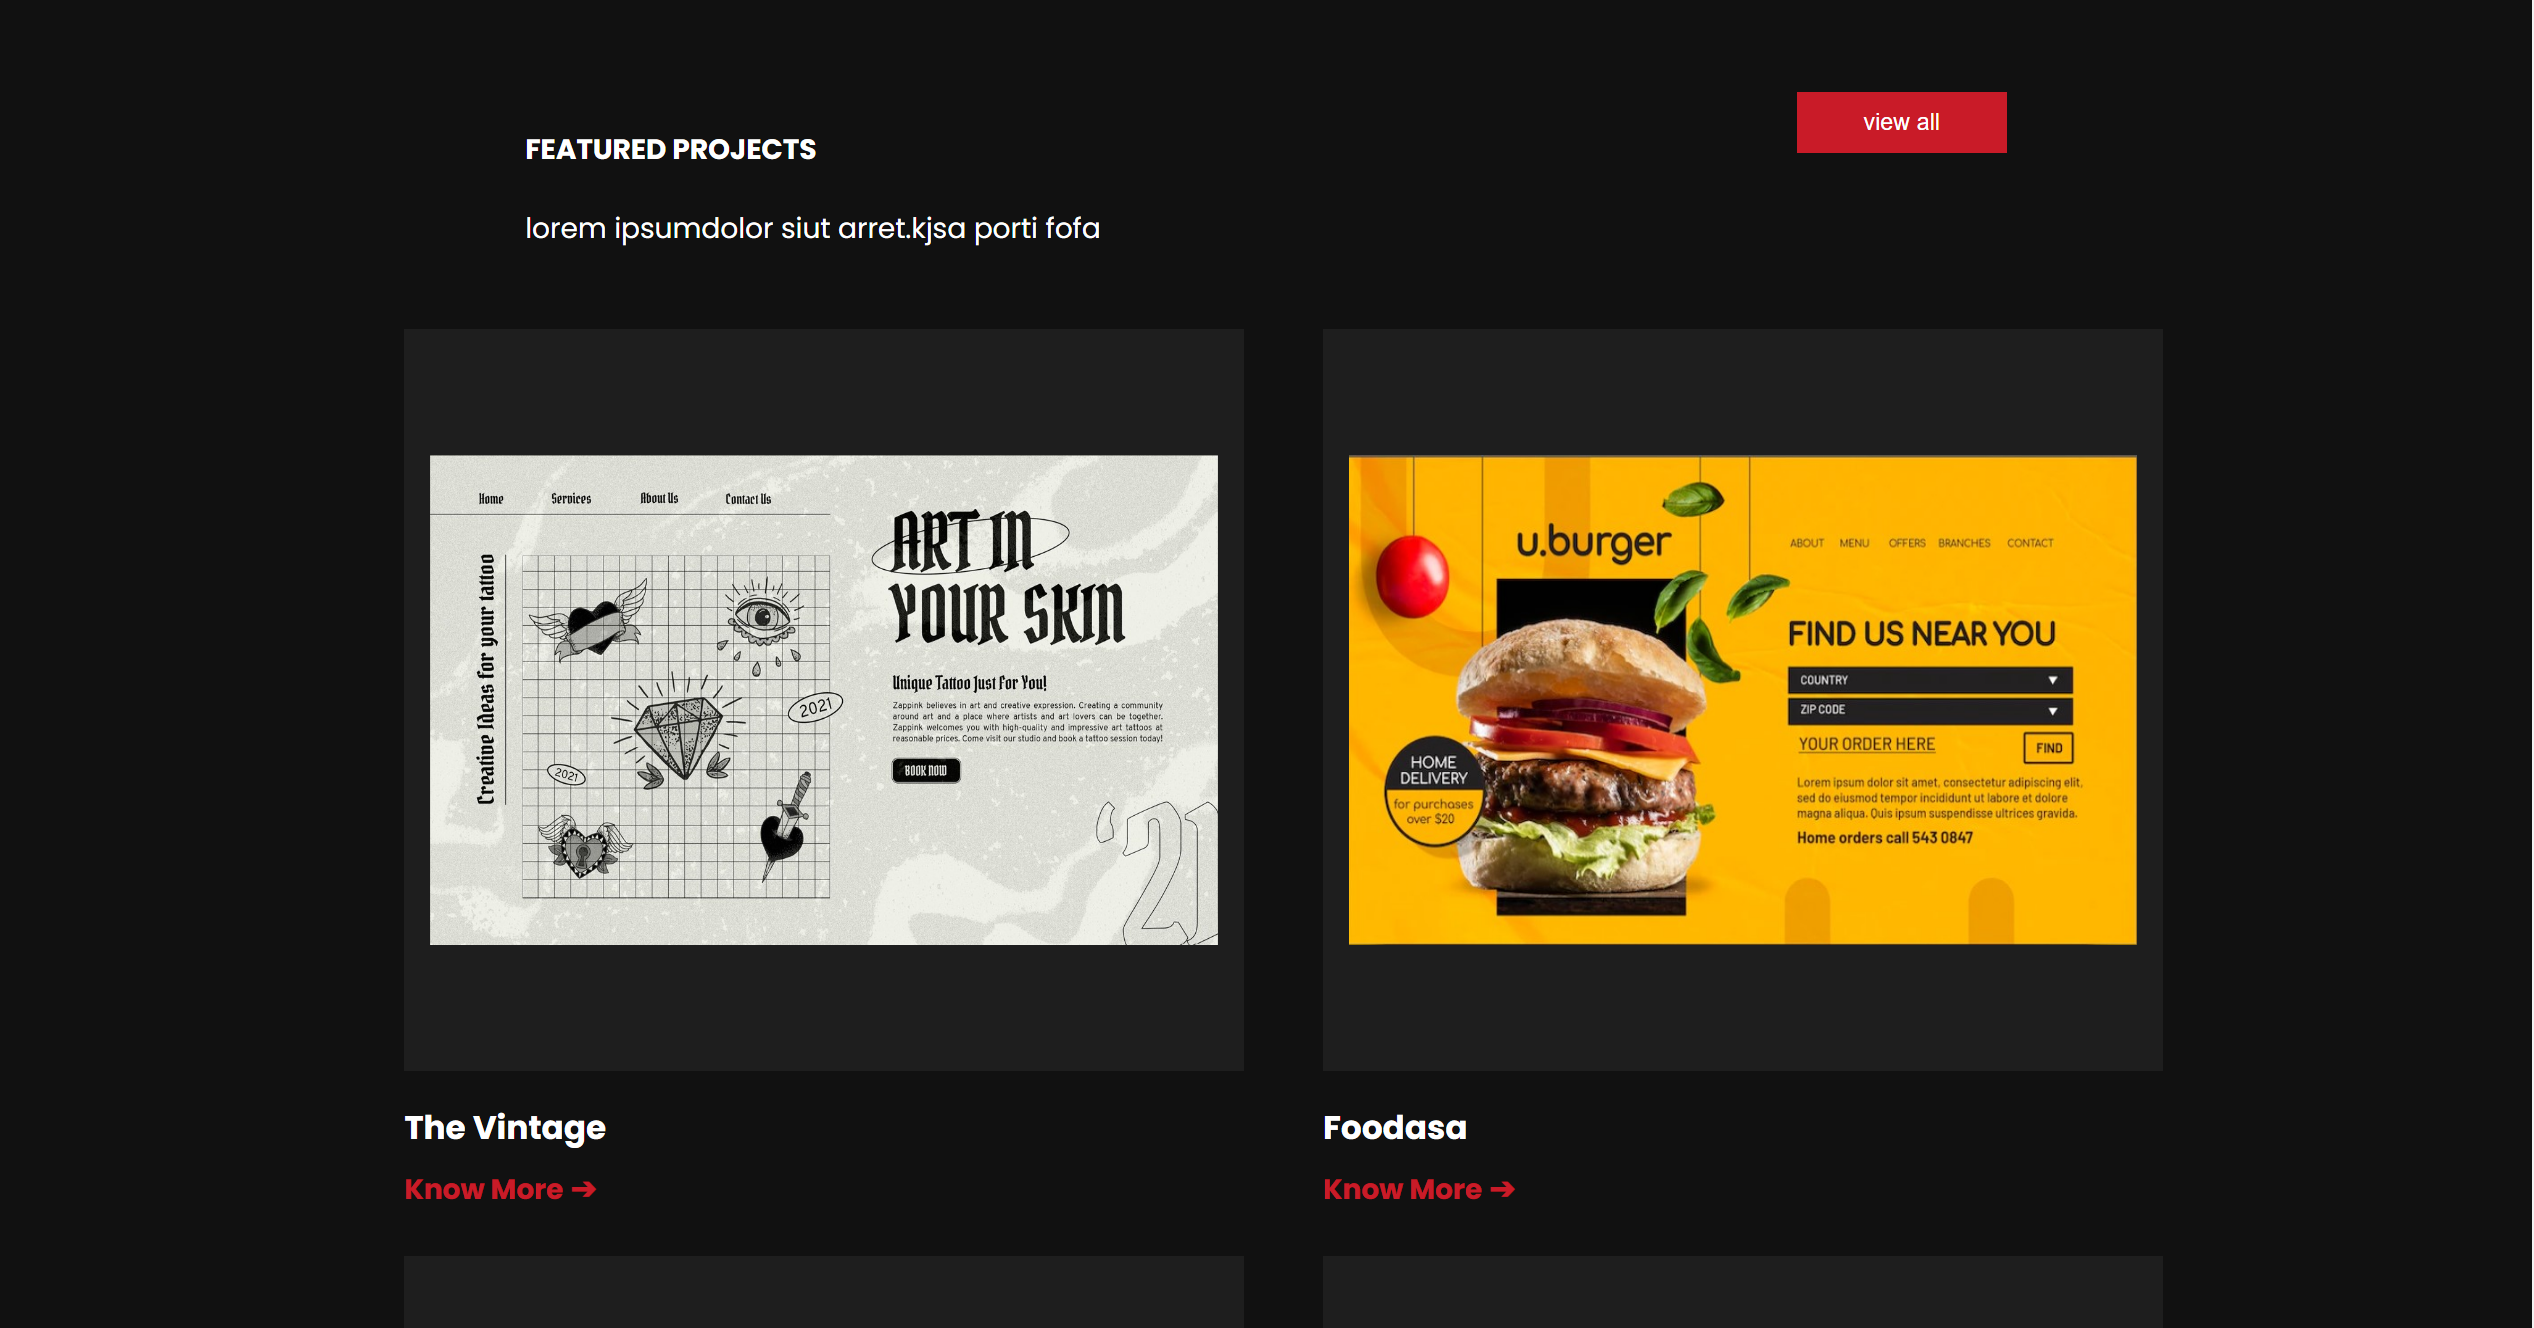 view all
FEATURED PROJECTS
lorem ipsumdolor siut arret.kjsa porti fofa
Home Services About Us Contact Us
Creative Ideas for your tattoo
2021
2021
ART IN
YOUR SKIN
Unique Tattoo Just For You!
Zappink believes in art and creative expression. Creating a community
around art and a place where artists and art lovers can be together.
Zappink welcomes you with high-quality and impressive art tattoos at
reasonable prices. Come visit our studio and book a tattoo session today!
BOOK NOW
'21
u.burger
ABOUT MENU OFFERS BRANCHES CONTACT
FIND US NEAR YOU
COUNTRY
ZIP CODE
YOUR ORDER HERE
FIND
HOME
DELIVERY
for purchases
over $20
Lorem ipsum dolor sit amet, consectetur adipiscing elit,
sed do eiusmod tempor incididunt ut labore et dolore
magna aliqua. Quis ipsum suspendisse ultrices gravida.
Home orders call 543 0847
The Vintage
Know More ➔
Foodasa
Know More ➔